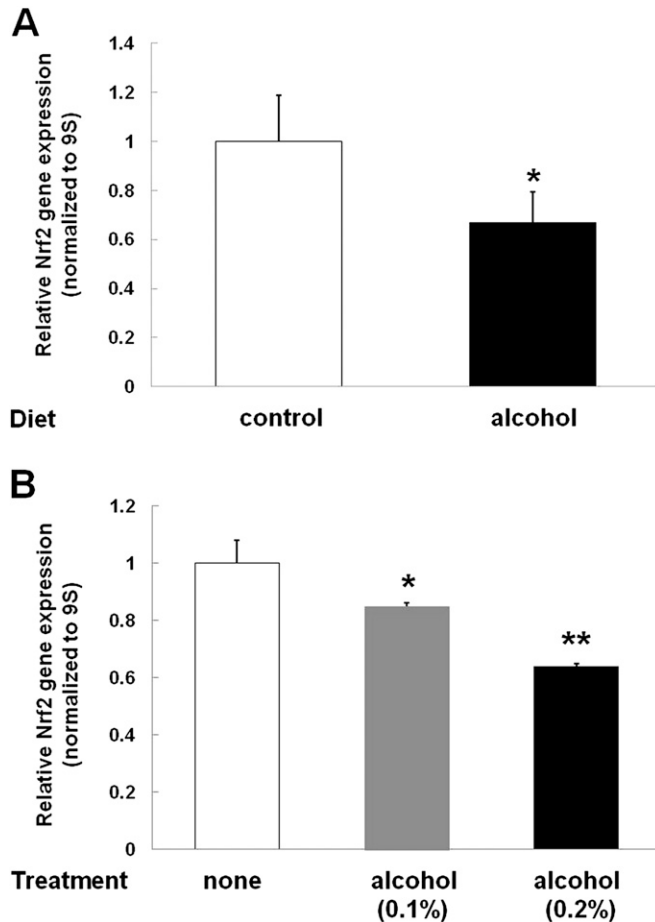 A
Relative Nrf2 gene expression
(normalized to 9S)
1.4
1.2
1
0.8
0.6
0.4
0.2
0
*
Diet
control
alcohol
B
Relative Nrf2 gene expression
(normalized to 9S)
1.2
1
0.8
0.6
0.4
0.2
0
*
**
Treatment
none
alcohol
(0.1%)
alcohol
(0.2%)